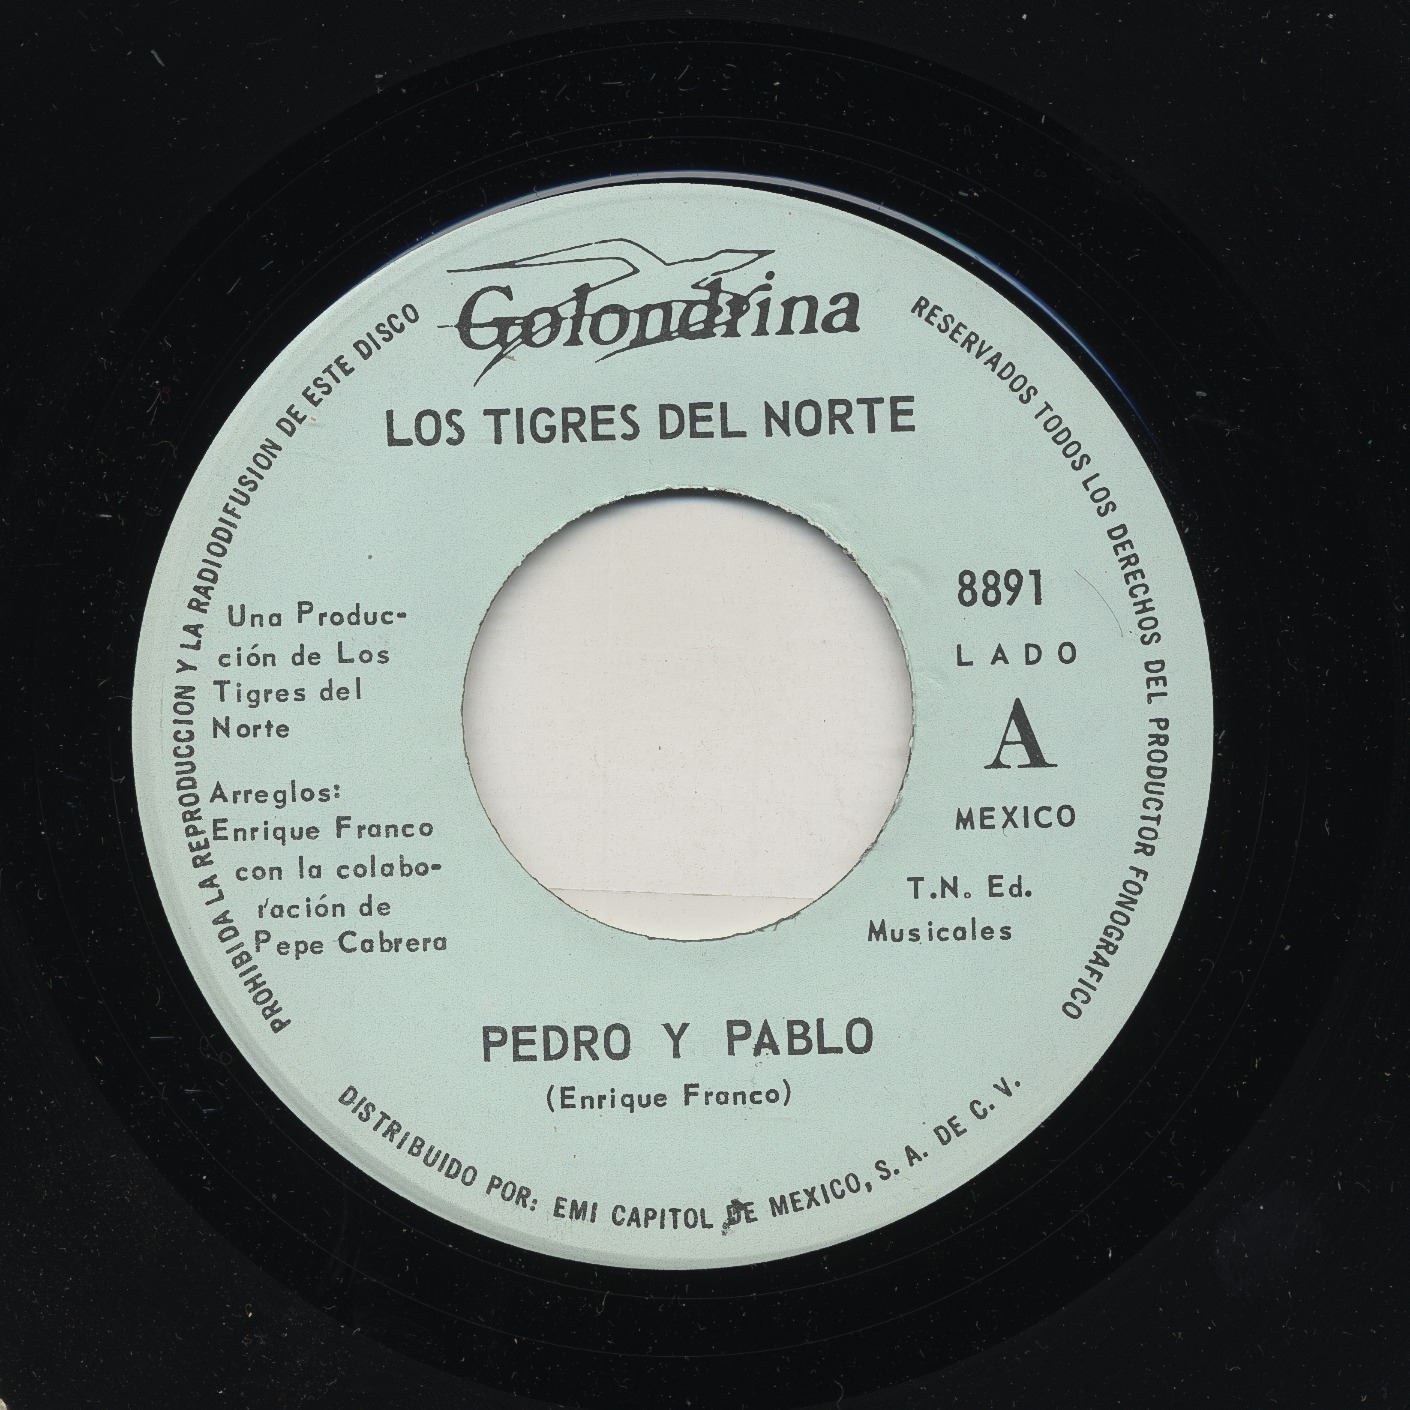 Golondrina
LOS TIGRES DEL NORTE
PROHIBIDA LA REPRODUCCION Y LA RADIODIFUSION DE ESTE DISCO
RESERVADOS TODOS LOS DERECHOS DEL PRODUCTOR FONOGRAFICO
Una Produc-
ción de Los
Tigres del
Norte
Arreglos:
Enrique Franco
con la colabo-
ración de
Pepe Cabrera
8891
LADO
A
MEXICO
T.N. Ed.
Musicales
PEDRO Y PABLO
(Enrique Franco)
DISTRIBUIDO POR: EMI CAPITOL DE MEXICO, S. A. DE C. V.